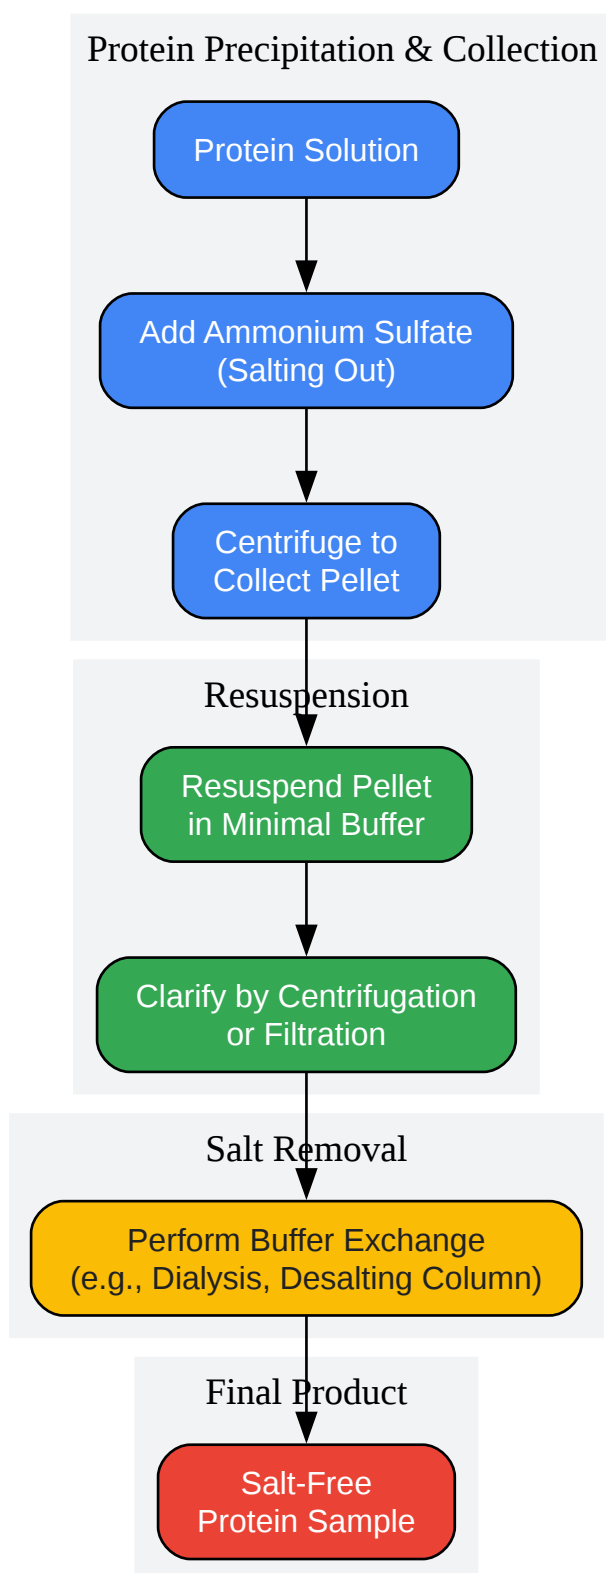 Protein Precipitation & Collection
Protein Solution
Add Ammonium Sulfate
(Salting Out)
Centrifuge to
Collect Pellet
Resuspension
Resuspend Pellet
in Minimal Buffer
Clarify by Centrifugation
or Filtration
Salt Removal
Perform Buffer Exchange
(e.g., Dialysis, Desalting Column)
Final Product
Salt-Free
Protein Sample